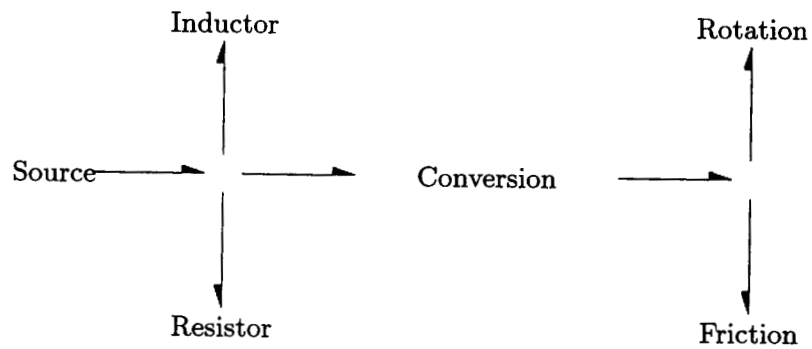 Inductor
Rotation
Source
Conversion
Resistor
Friction